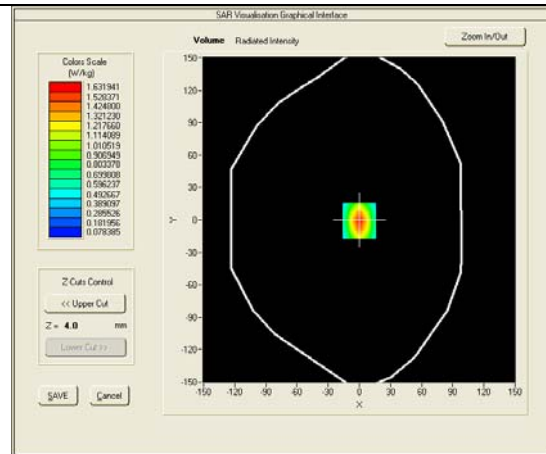 SAR Visualisation Graphical Interface
Volume Radiated Intensity
Zoom In/Out
Colors Scale
(W/kg)
1.631941
1.528371
1.424800
1.321230
1.217660
1.114089
1.010519
0.906949
0.803378
0.699808
0.596237
0.492667
0.389097
0.285526
0.181956
0.078385
Z Cuts Control
<< Upper Cut
Z = 4.0 mm
Lower Cut >>
SAVE Cancel
150-
120-
90-
60-
30-
0-
-30-
-60-
-90-
-120-
-150-
Y
-150 -120 -90 -60 -30 0 30 60 90 120 150
X